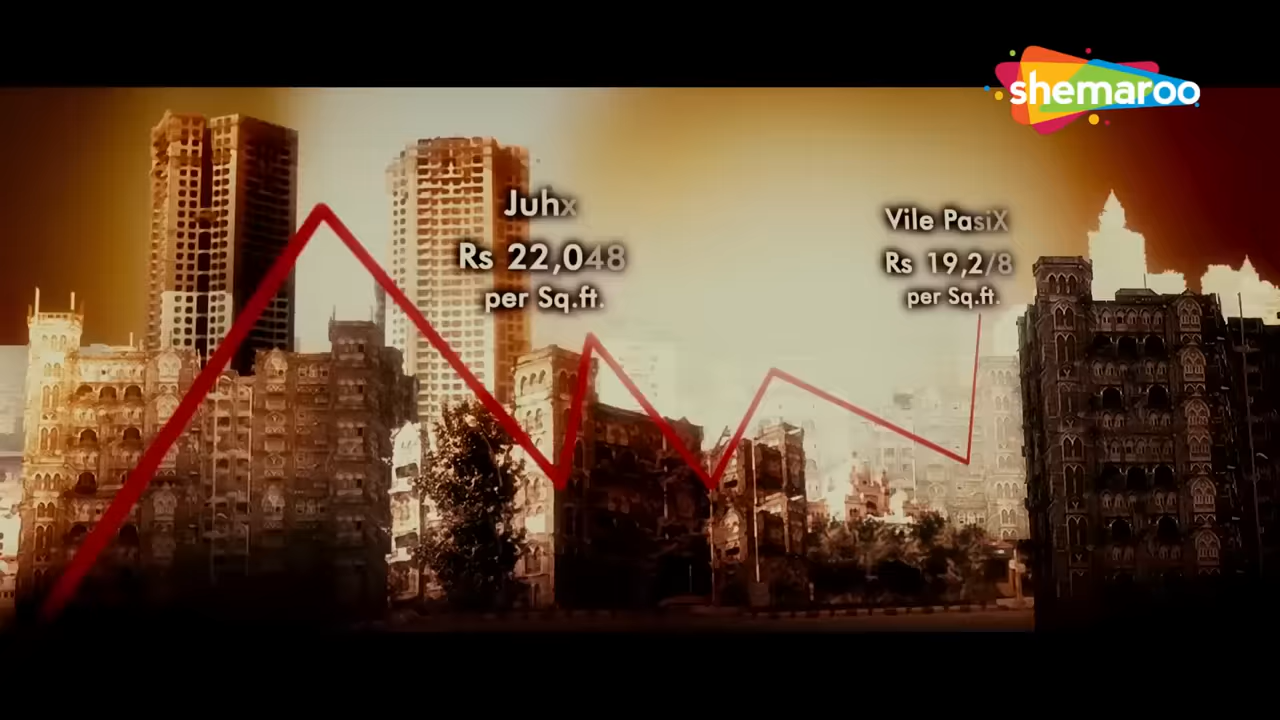 shemaroo
Juhx
Rs 22,048
per Sq.ft.
Vile PasiX
Rs 19,2/8
per Sq.ft.